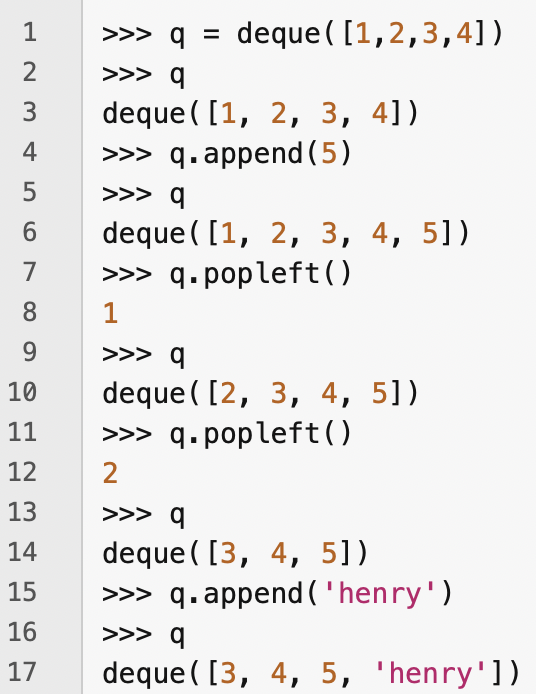 1 >>> q = deque([1,2,3,4])
2 >>> q
3 deque([1, 2, 3, 4])
4 >>> q.append(5)
5 >>> q
6 deque([1, 2, 3, 4, 5])
7 >>> q.popleft()
8 1
9 >>> q
10 deque([2, 3, 4, 5])
11 >>> q.popleft()
12 2
13 >>> q
14 deque([3, 4, 5])
15 >>> q.append('henry')
16 >>> q
17 deque([3, 4, 5, 'henry'])